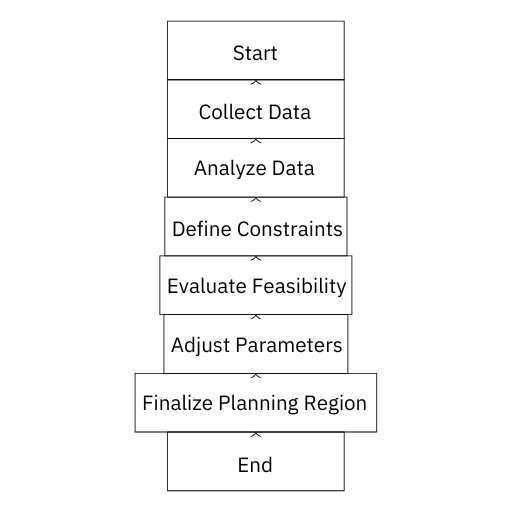 Start
Collect Data
Analyze Data
Define Constraints
Evaluate Feasibility
Adjust Parameters
Finalize Planning Region
End